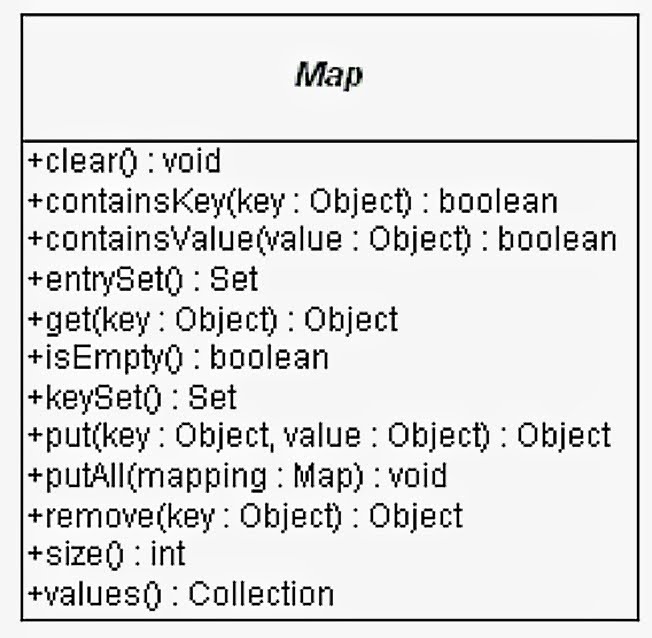 Map
+clear() : void
+containsKey(key : Object) : boolean
+containsValue(value : Object) : boolean
+entrySet() : Set
+get(key : Object) : Object
+isEmpty() : boolean
+keySet() : Set
+put(key : Object, value : Object) : Object
+putAll(mapping : Map) : void
+remove(key : Object) : Object
+size() : int
+values() : Collection